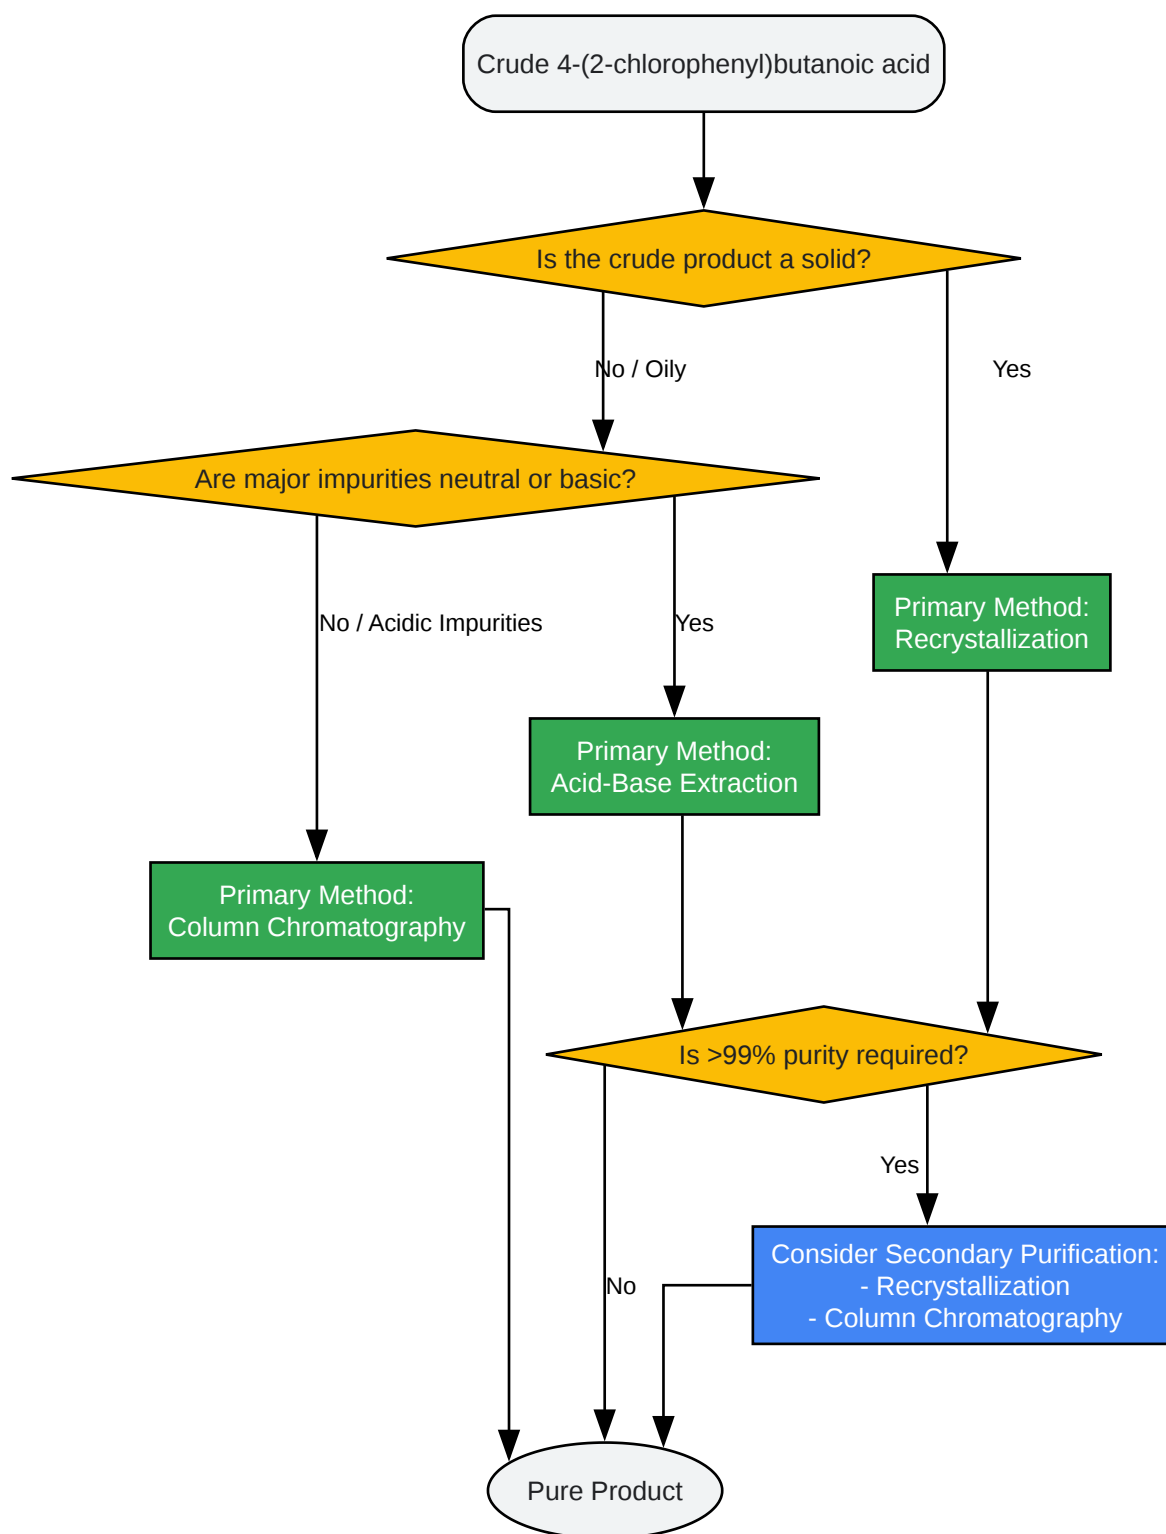 Crude 4-(2-chlorophenyl)butanoic acid
Is the crude product a solid?
No / Oily
Yes
Are major impurities neutral or basic?
No / Acidic Impurities
Yes
Primary Method:
Recrystallization
Primary Method:
Acid-Base Extraction
Primary Method:
Column Chromatography
Is >99% purity required?
Yes
No
Consider Secondary Purification:
- Recrystallization
- Column Chromatography
Pure Product